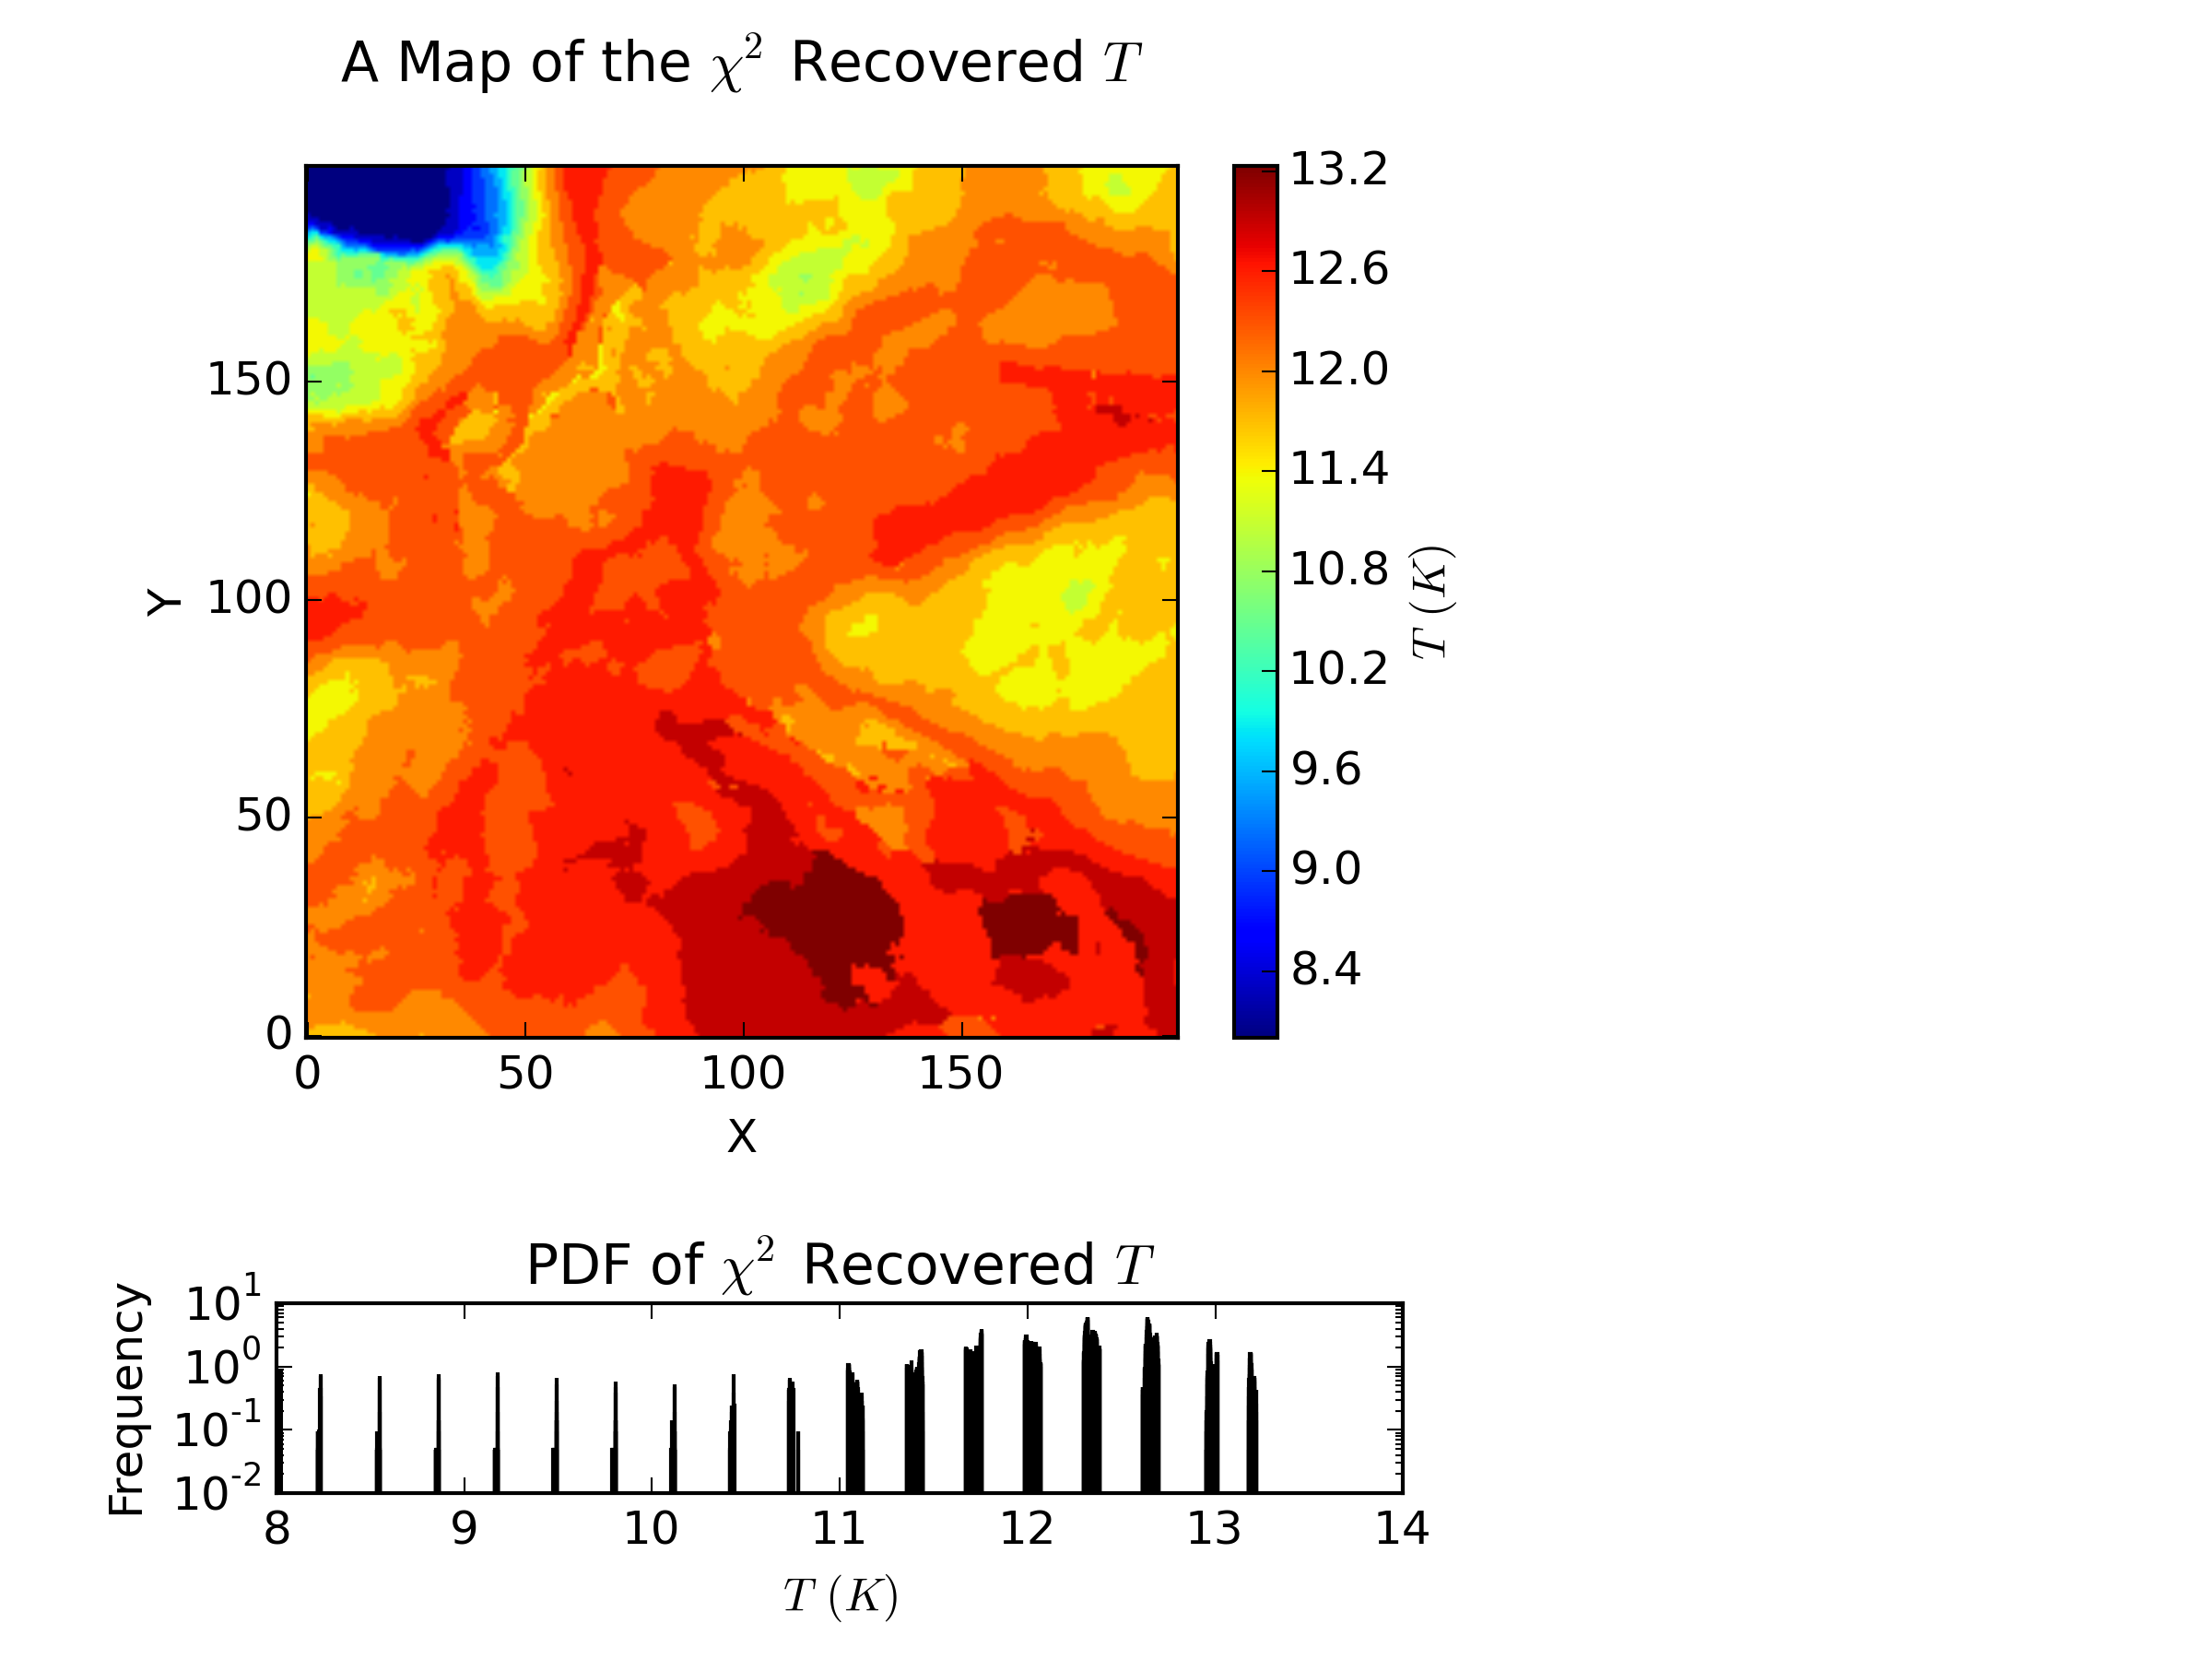 A Map of the χ² Recovered T
150
100
50
0
Y
0 50 100 150
X
13.2
12.6
12.0
11.4
10.8
10.2
9.6
9.0
8.4
T (K)
PDF of χ² Recovered T
Frequency
10¹
10⁰
10⁻¹
10⁻²
8 9 10 11 12 13 14
T (K)